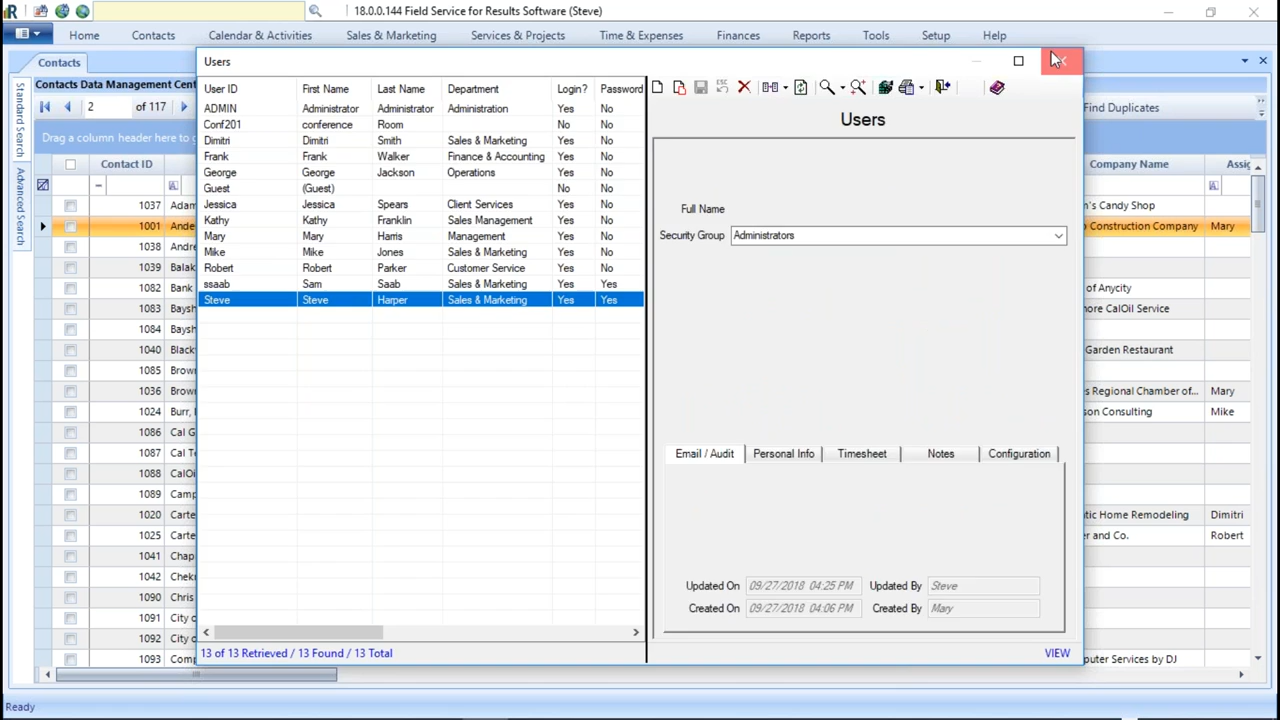 18.0.0.144 Field Service for Results Software (Steve)
Home Contacts Calendar & Activities Sales & Marketing Services & Projects Time & Expenses Finances Reports Tools Setup Help
Contacts
Contacts Data Management Cent
2 of 117
Find Duplicates
Drag a column header here to g
Standard Search
Advanced Search
Contact ID Company Name Assig
1037 Adam 's Candy Shop
1001 Ande Construction Company Mary
1038 Andre
1039 Balak
1082 Bank of Anycity
1083 Baysh ore CalOil Service
1084 Baysh
1040 Black Garden Restaurant
1085 Brown
1036 Brow es Regional Chamber of... Mary
1024 Burr, son Consulting Mike
1086 Cal G
1087 Cal Te
1088 CalOi
1089 Camp
1020 Carte tic Home Remodeling Dimitri
1025 Carte er and Co. Robert
1041 Chap
1042 Cheku
1090 Chris
1091 City o
1092 City o
1093 Comp puter Services by DJ
Ready
Users
User ID First Name Last Name Department Login? Password
ADMIN Administrator Administrator Administration Yes No
Conf201 conference Room No No
Dimitri Dimitri Smith Sales & Marketing Yes No
Frank Frank Walker Finance & Accounting Yes No
George George Jackson Operations Yes No
Guest (Guest) No No
Jessica Jessica Spears Client Services Yes No
Kathy Kathy Franklin Sales Management Yes No
Mary Mary Harris Management Yes No
Mike Mike Jones Sales & Marketing Yes No
Robert Robert Parker Customer Service Yes No
ssaab Sam Saab Sales & Marketing Yes Yes
Steve Steve Harper Sales & Marketing Yes Yes
13 of 13 Retrieved / 13 Found / 13 Total
Users
Full Name
Security Group Administrators
Email / Audit Personal Info Timesheet Notes Configuration
Updated On 09/27/2018 04:25 PM Updated By Steve
Created On 09/27/2018 04:06 PM Created By Mary
VIEW